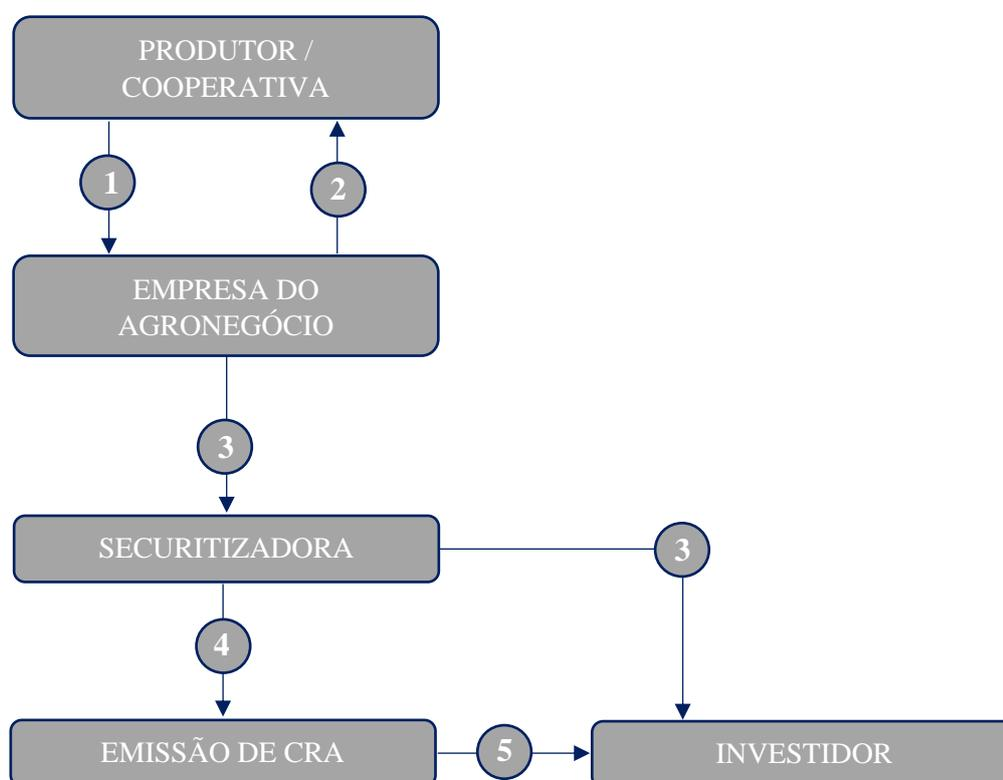 PRODUTOR /
COOPERATIVA
1
2
EMPRESA DO
AGRONEGÓCIO
3
SECURITIZADORA
3
4
EMISSÃO DE CRA
5
INVESTIDOR